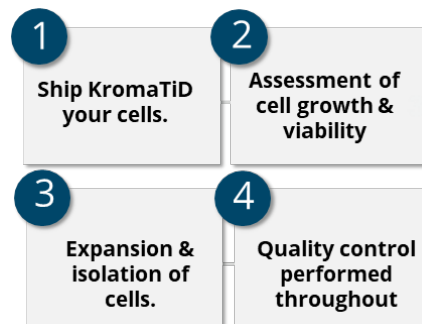 1
Ship KromaTiD
your cells.
2
Assessment of
cell growth &
viability
3
Expansion &
isolation of
cells.
4
Quality control
performed
throughout